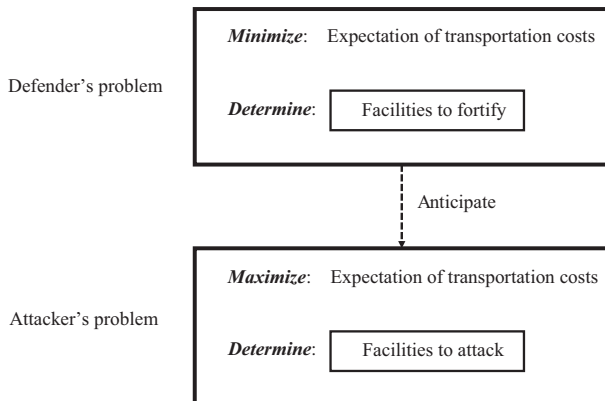 Minimize: Expectation of transportation costs
Defender’s problem
Determine: Facilities to fortify
Anticipate
Maximize: Expectation of transportation costs
Attacker’s problem
Determine: Facilities to attack